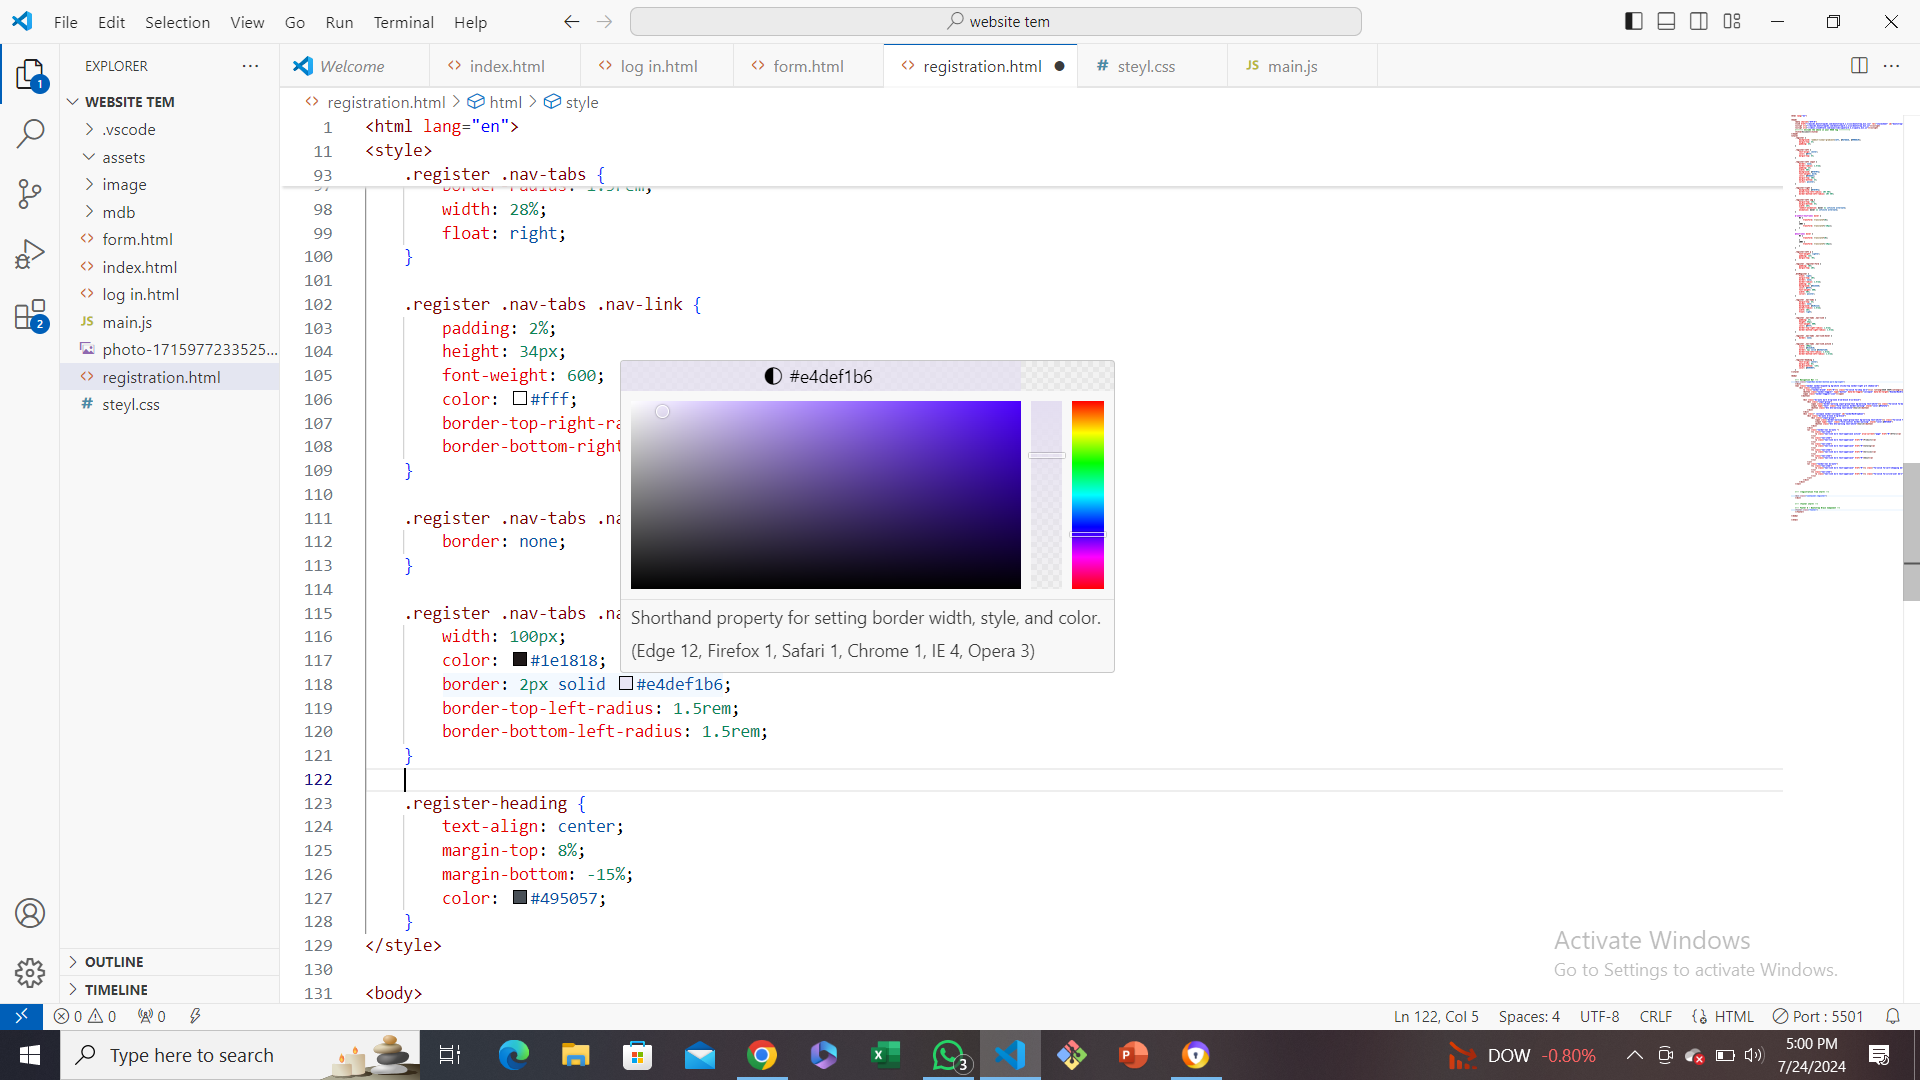 File Edit Selection View Go Run Terminal Help
website tem
EXPLORER
Welcome index.html log in.html form.html registration.html steyl.css main.js
registration.html > html > style
WEBSITE TEM
.vscode
assets
image
mdb
form.html
index.html
log in.html
main.js
photo-1715977233525...
registration.html
steyl.css
OUTLINE
TIMELINE
1 <html lang="en">
11 <style>
93 .register .nav-tabs {
97 border-radius: 1.5rem;
98 width: 28%;
99 float: right;
100 }
101
102 .register .nav-tabs .nav-link {
103 padding: 2%;
104 height: 34px;
105 font-weight: 600;
106 color: #fff;
107 border-top-right-ra
108 border-bottom-right
109 }
110
111 .register .nav-tabs .na
112 border: none;
113 }
114
115 .register .nav-tabs .na
116 width: 100px;
117 color: #1e1818;
118 border: 2px solid #e4def1b6;
119 border-top-left-radius: 1.5rem;
120 border-bottom-left-radius: 1.5rem;
121 }
122
123 .register-heading {
124 text-align: center;
125 margin-top: 8%;
126 margin-bottom: -15%;
127 color: #495057;
128 }
129 </style>
130
131 <body>
#e4def1b6
Shorthand property for setting border width, style, and color.
(Edge 12, Firefox 1, Safari 1, Chrome 1, IE 4, Opera 3)
Activate Windows
Go to Settings to activate Windows.
0 0 0 Ln 122, Col 5 Spaces: 4 UTF-8 CRLF HTML Port : 5501
Type here to search
3
DOW -0.80%
5:00 PM
7/24/2024
1
2